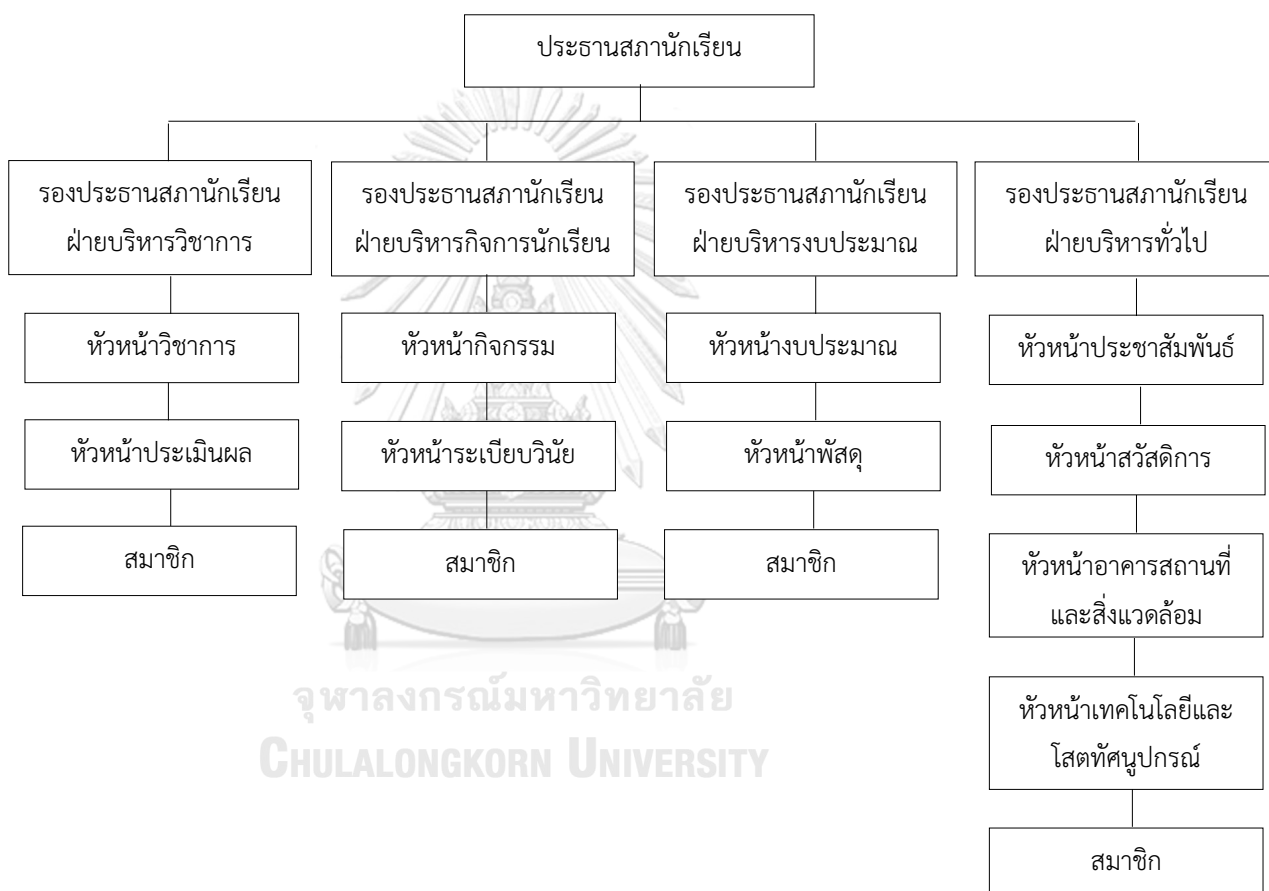 ประธานสภานักเรียน
รองประธานสภานักเรียน
ฝ่ายบริหารวิชาการ
รองประธานสภานักเรียน
ฝ่ายบริหารกิจการนักเรียน
รองประธานสภานักเรียน
ฝ่ายบริหารงบประมาณ
รองประธานสภานักเรียน
ฝ่ายบริหารทั่วไป
หัวหน้าวิชาการ
หัวหน้ากิจกรรม
หัวหน้างบประมาณ
หัวหน้าประชาสัมพันธ์
หัวหน้าประเมินผล
หัวหน้าระเบียบวินัย
หัวหน้าพัสดุ
หัวหน้าสวัสดิการ
สมาชิก
สมาชิก
สมาชิก
หัวหน้าอาคารสถานที่
และสิ่งแวดล้อม
หัวหน้าเทคโนโลยีและ
โสตทัศนูปกรณ์
สมาชิก
จุฬาลงกรณ์มหาวิทยาลัย
CHULALONGKORN UNIVERSITY